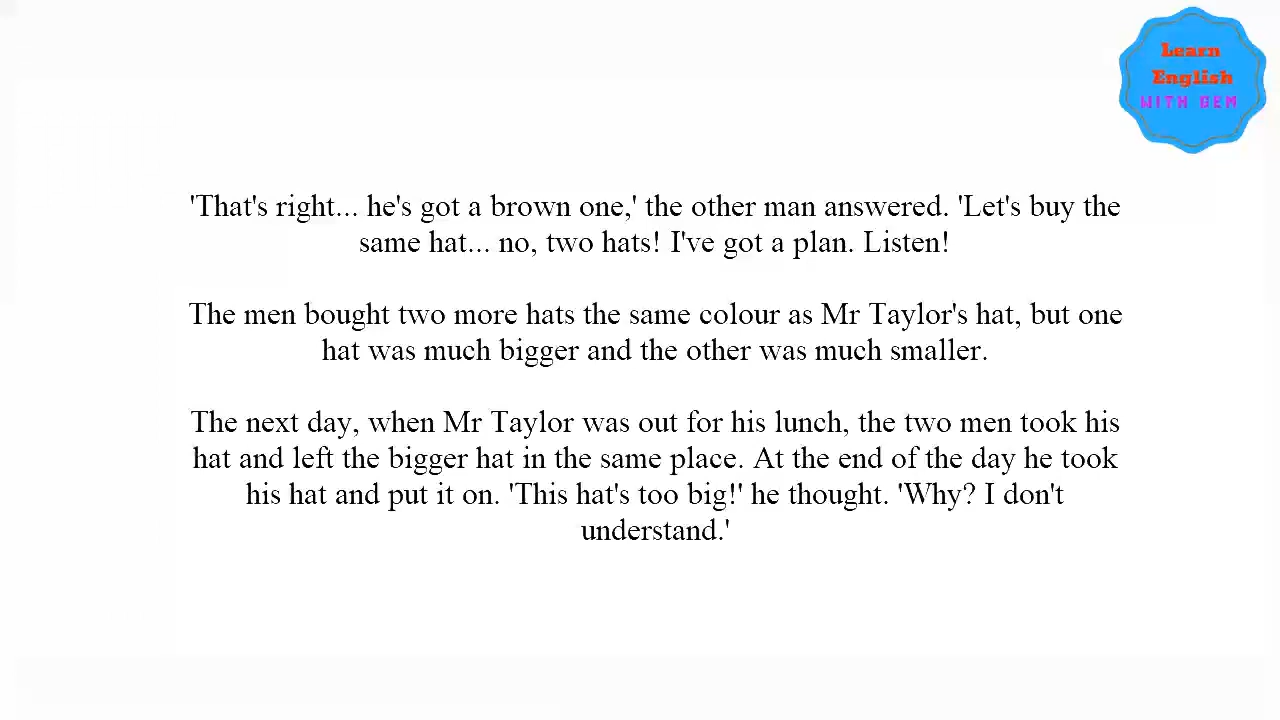 Learn
English
WITH GEM
'That's right... he's got a brown one,' the other man answered. 'Let's buy the
same hat... no, two hats! I've got a plan. Listen!
The men bought two more hats the same colour as Mr Taylor's hat, but one
hat was much bigger and the other was much smaller.
The next day, when Mr Taylor was out for his lunch, the two men took his
hat and left the bigger hat in the same place. At the end of the day he took
his hat and put it on. 'This hat's too big!' he thought. 'Why? I don't
understand.'